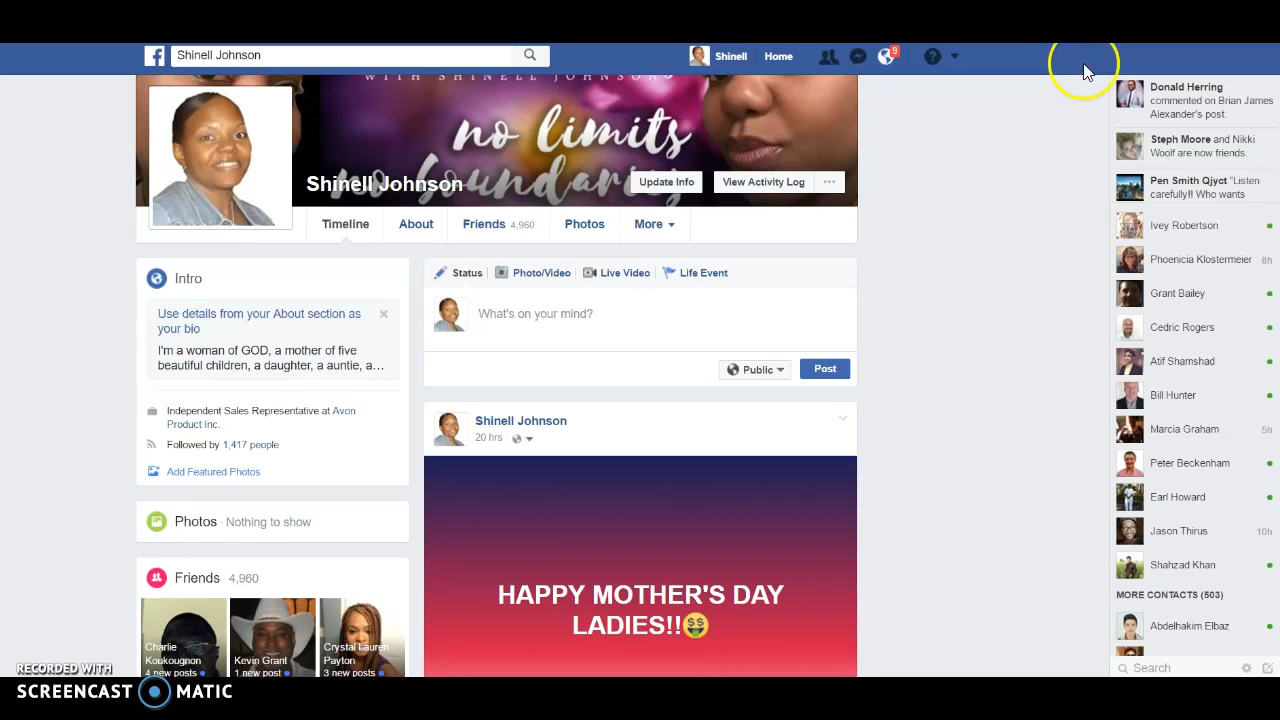 Shinell Johnson
Shinell
Home
9
WITH SHINELL JOHNSON
no limits
no boundaries
Shinell Johnson
Update Info
View Activity Log
Timeline
About
Friends 4,960
Photos
More
Intro
Use details from your About section as
your bio
I'm a woman of GOD, a mother of five
beautiful children, a daughter, a auntie, a…
Independent Sales Representative at Avon
Product Inc.
Followed by 1,417 people
Add Featured Photos
Photos · Nothing to show
Friends 4,960
Charlie
Koukougnon
4 new posts
Kevin Grant
1 new post
Crystal Lauren
Payton
3 new posts
Status
Photo/Video
Live Video
Life Event
What's on your mind?
Public
Post
Shinell Johnson
20 hrs
HAPPY MOTHER'S DAY
LADIES!!🤑
Donald Herring
commented on Brian James
Alexander's post.
Steph Moore and Nikki
Woolf are now friends.
Pen Smith Qjyct “Listen
carefully!! Who wants
Ivey Robertson
Phoenicia Klostermeier 8h
Grant Bailey
Cedric Rogers
Atif Shamshad
Bill Hunter
Marcia Graham 5h
Peter Beckenham
Earl Howard
Jason Thirus 10h
Shahzad Khan
MORE CONTACTS (503)
Abdelhakim Elbaz
Search
RECORDED WITH
SCREENCAST MATIC